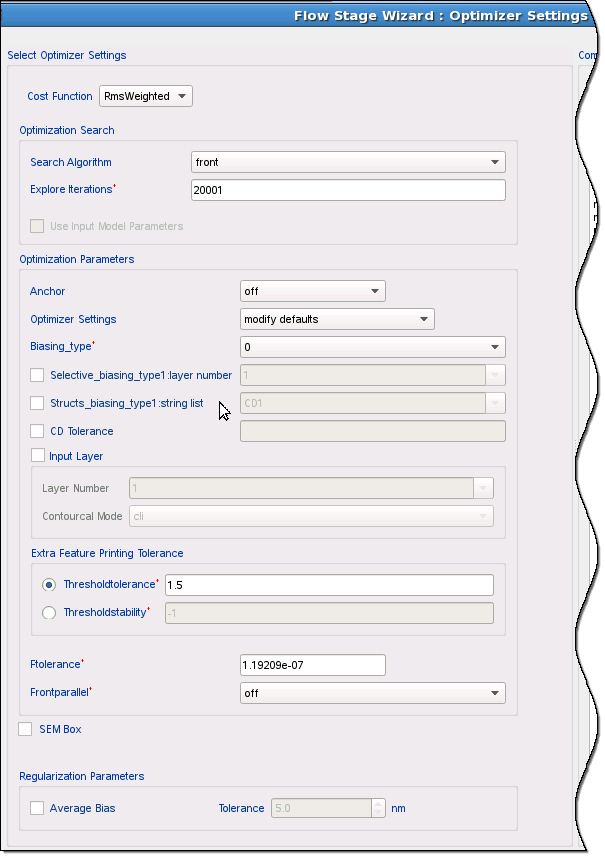 Flow Stage Wizard : Optimizer Settings
Select Optimizer Settings
Cost Function RmsWeighted
Optimization Search
Search Algorithm front
Explore Iterations* 20001
Use Input Model Parameters
Optimization Parameters
Anchor off
Optimizer Settings modify defaults
Biasing_type* 0
Selective_biasing_type1:layer number 1
Structs_biasing_type1:string list CD1
CD Tolerance
Input Layer
Layer Number 1
Contourcal Mode cli
Extra Feature Printing Tolerance
Thresholdtolerance* 1.5
Thresholdstability* -1
Ftolerance* 1.19209e-07
Frontparallel* off
SEM Box
Regularization Parameters
Average Bias Tolerance 5.0 nm